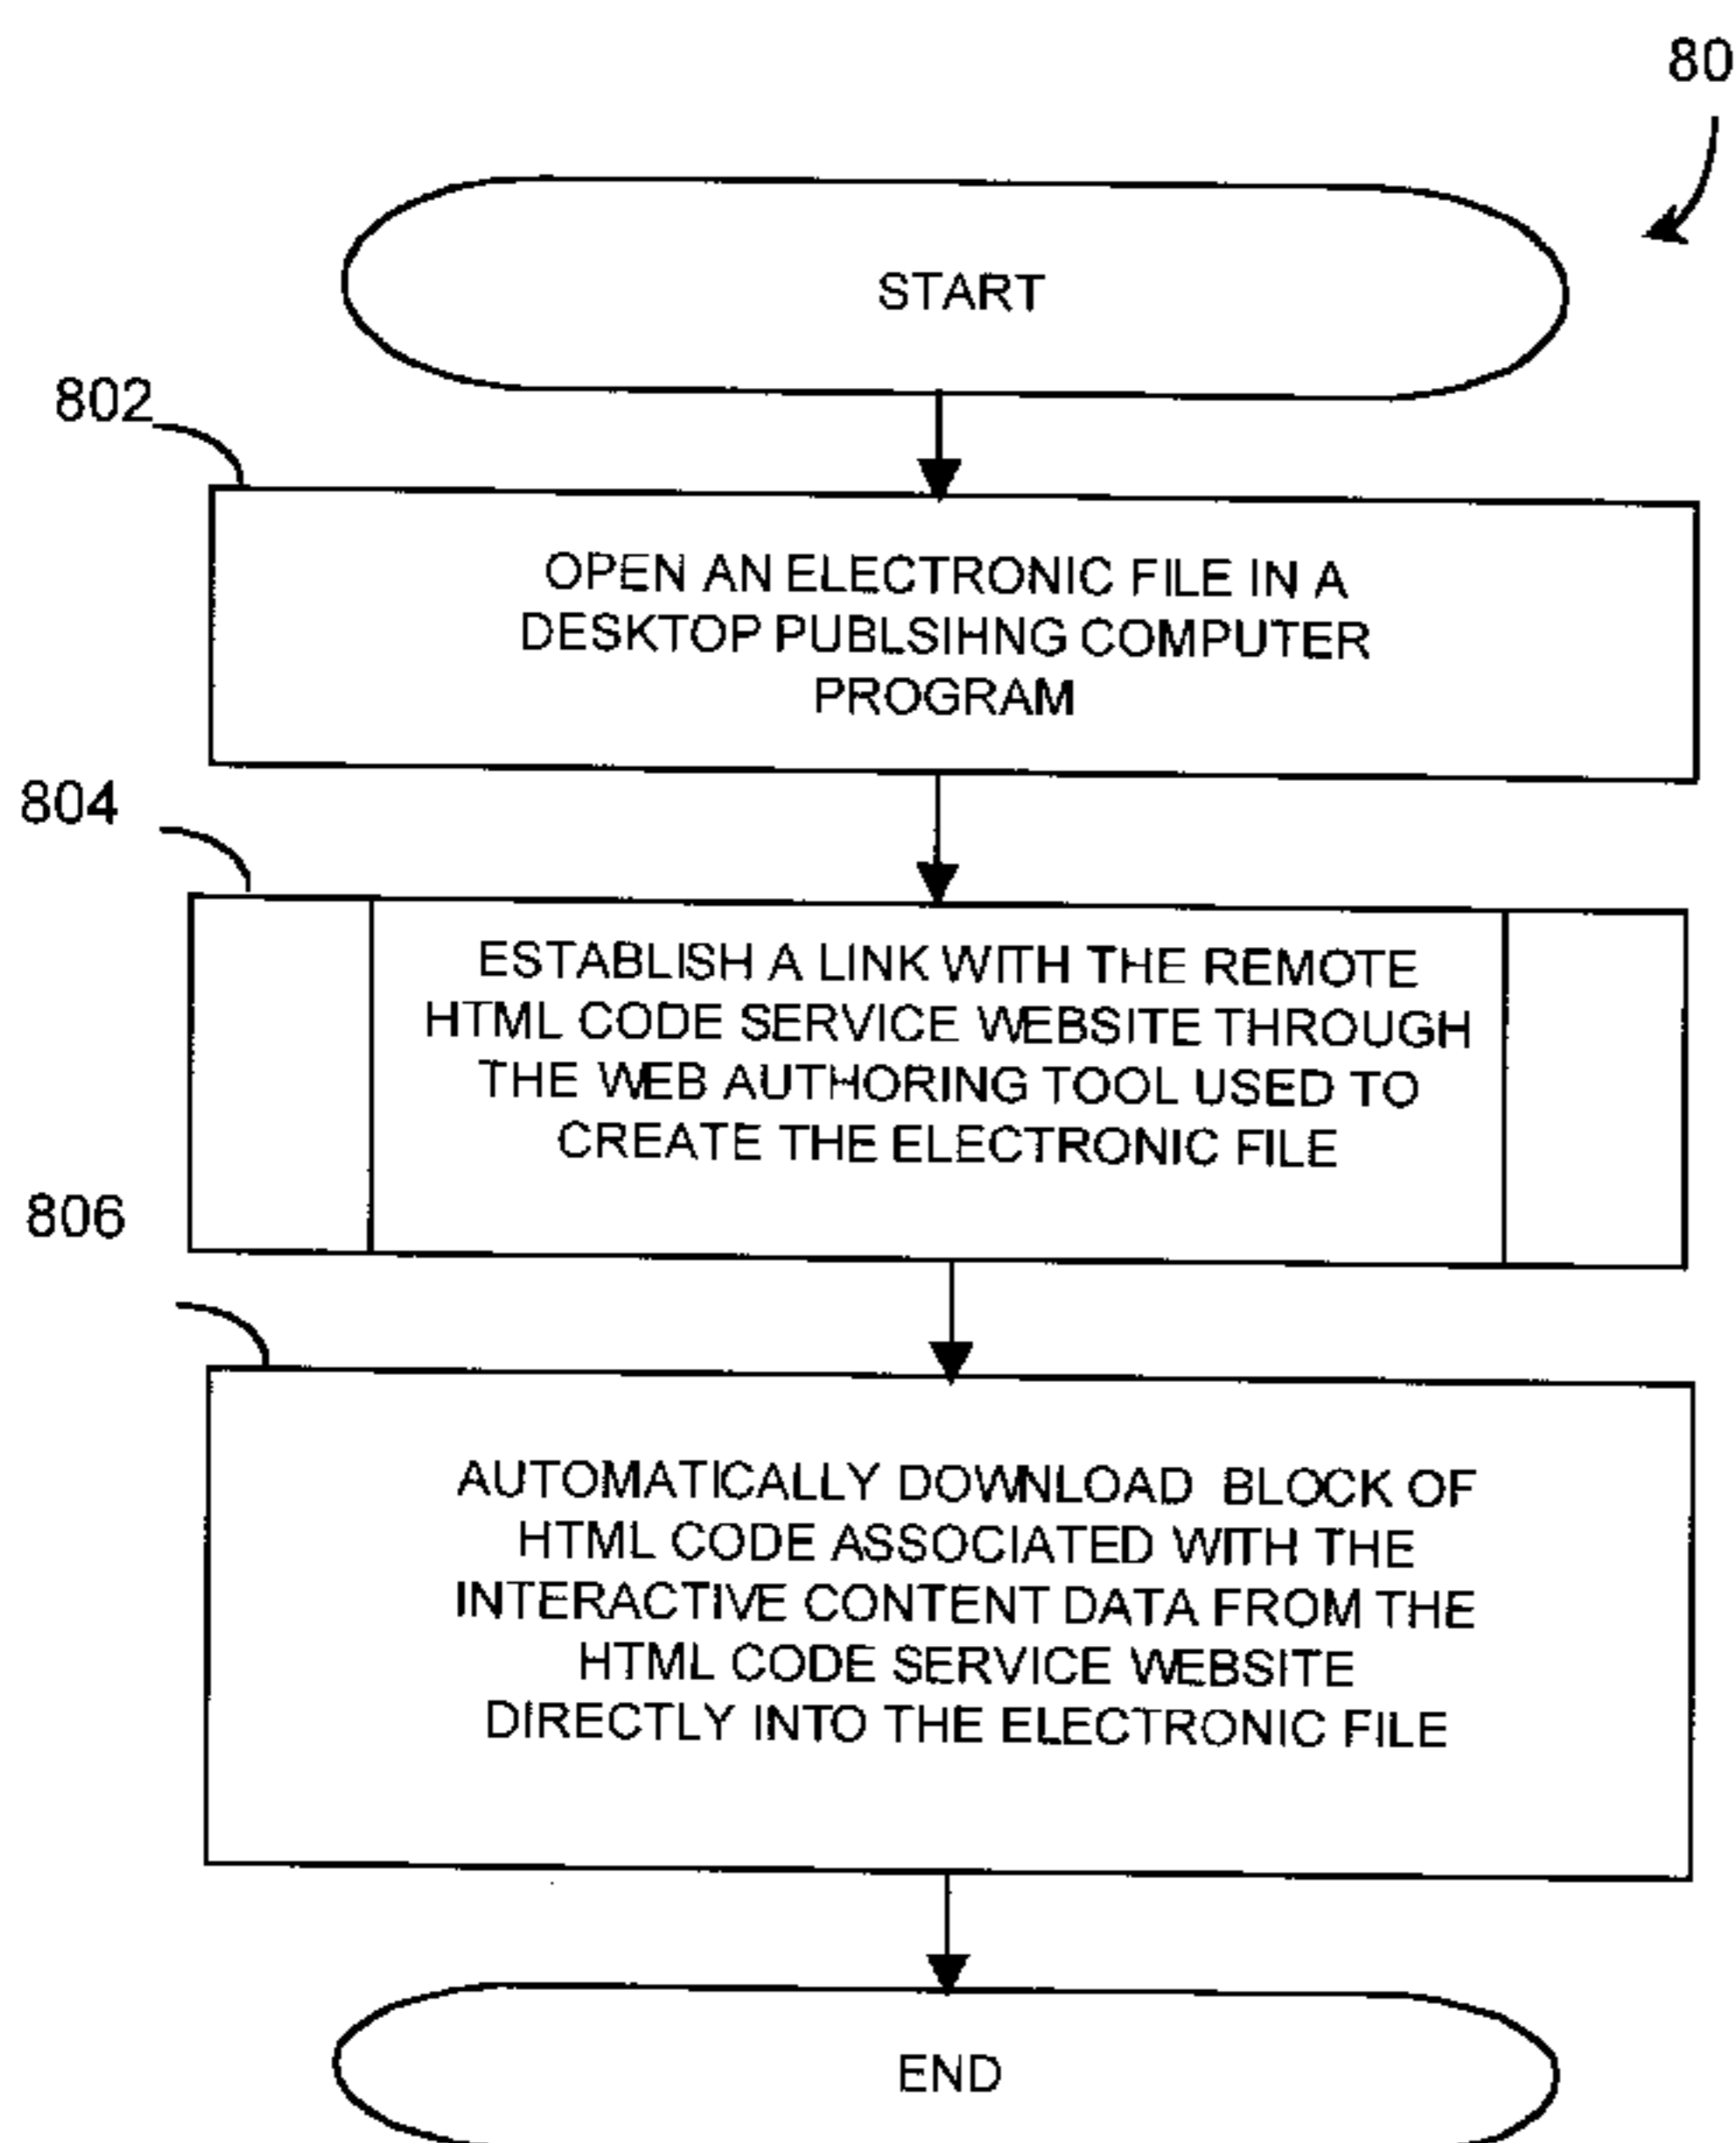 80
START
802
OPEN AN ELECTRONIC FILE IN A
DESKTOP PUBLSIHNG COMPUTER
PROGRAM
804
ESTABLISH A LINK WITH THE REMOTE
HTML CODE SERVICE WEBSITE THROUGH
THE WEB AUTHORING TOOL USED TO
CREATE THE ELECTRONIC FILE
806
AUTOMATICALLY DOWNLOAD BLOCK OF
HTML CODE ASSOCIATED WITH THE
INTERACTIVE CONTENT DATA FROM THE
HTML CODE SERVICE WEBSITE
DIRECTLY INTO THE ELECTRONIC FILE
END